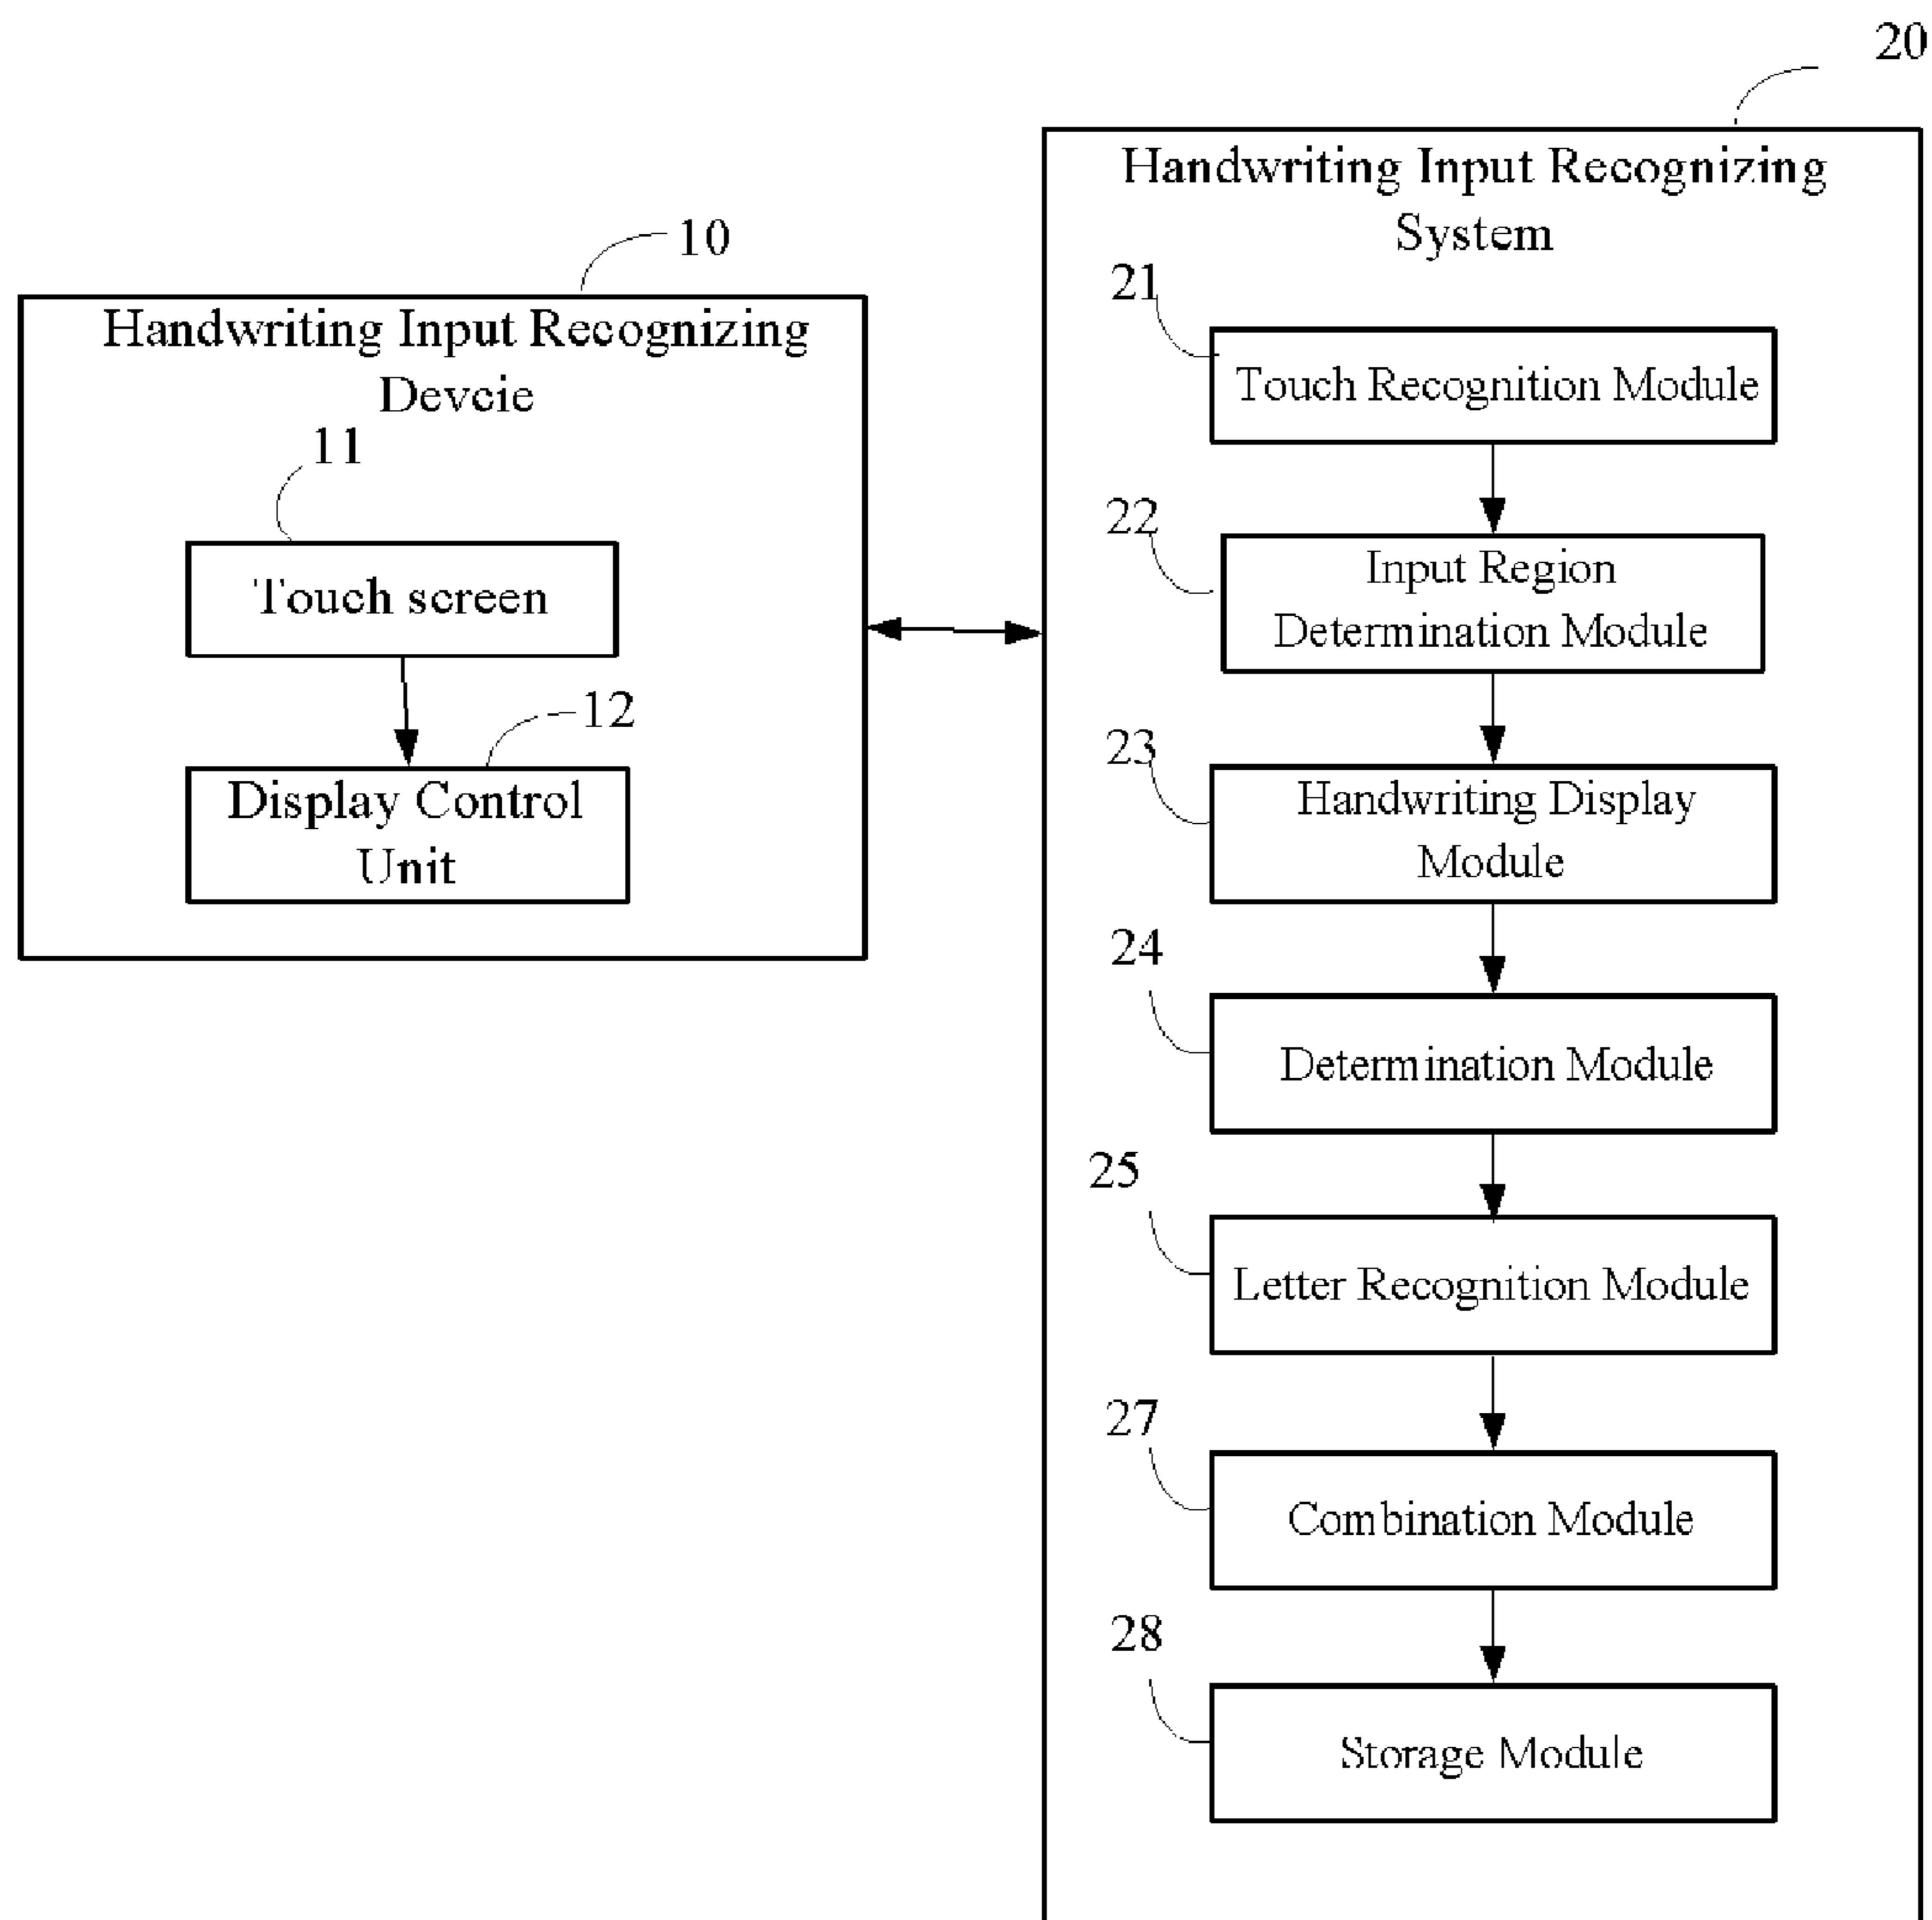 20
Handwriting Input Recognizing
System
10
21
Handwriting Input Recognizing
Devcie
Touch Recognition Module
11
22
Input Region
Determination Module
Touch screen
12
23
Display Control
Unit
Handwriting Display
Module
24
Determination Module
25
Letter Recognition Module
27
Combination Module
28
Storage Module